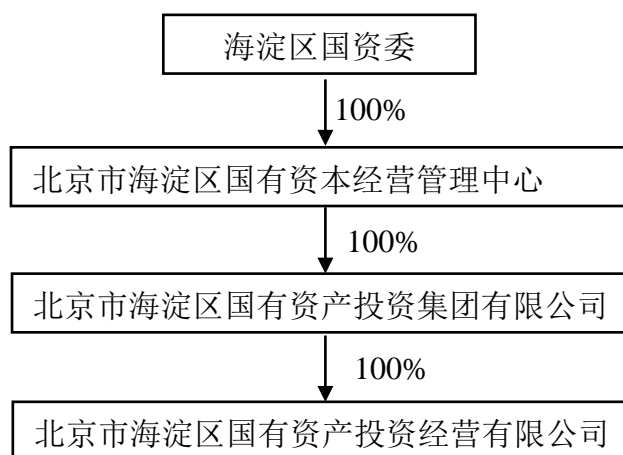 海淀区国资委
100%
北京市海淀区国有资本经营管理中心
100%
北京市海淀区国有资产投资集团有限公司
100%
北京市海淀区国有资产投资经营有限公司